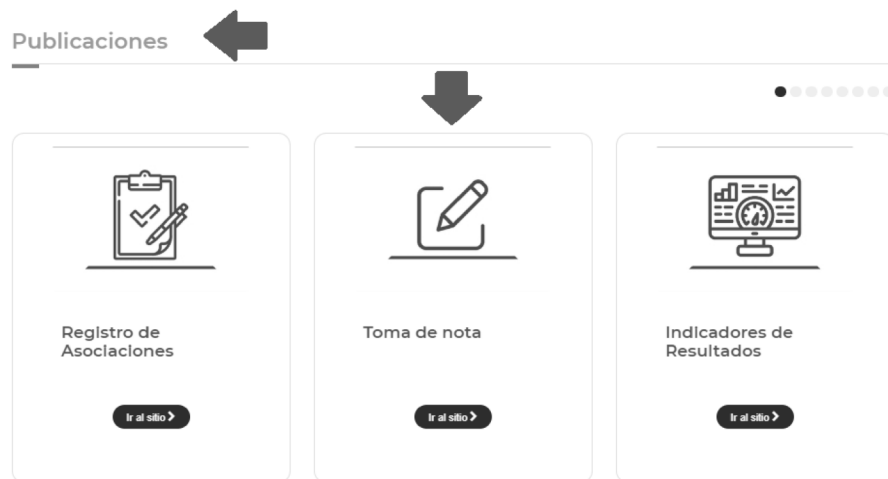 Publicaciones
Registro de
Asociaciones
Ir al sitio
Toma de nota
Ir al sitio
Indicadores de
Resultados
Ir al sitio